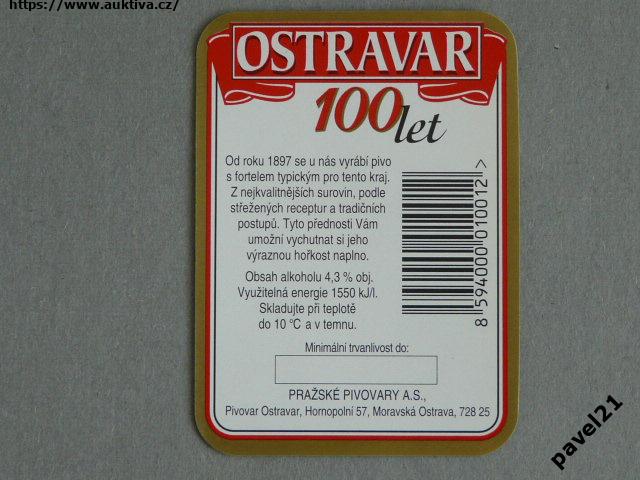 https://www.auktiva.cz/
OSTRAVAR
100 let
Od roku 1897 se u nás vyrábí pivo
s fortelem typickým pro tento kraj.
Z nejkvalitnějších surovin, podle
střežených receptur a tradičních
postupů. Tyto přednosti Vám
umožní vychutnat si jeho
výraznou hořkost naplno.
Obsah alkoholu 4,3 % obj.
Využitelná energie 1550 kJ/l.
Skladujte při teplotě
do 10 °C a v temnu.
8 594000 010012 >
Minimální trvanlivost do:
PRAŽSKÉ PIVOVARY A.S.,
Pivovar Ostravar, Hornopolní 57, Moravská Ostrava, 728 25
pavel21